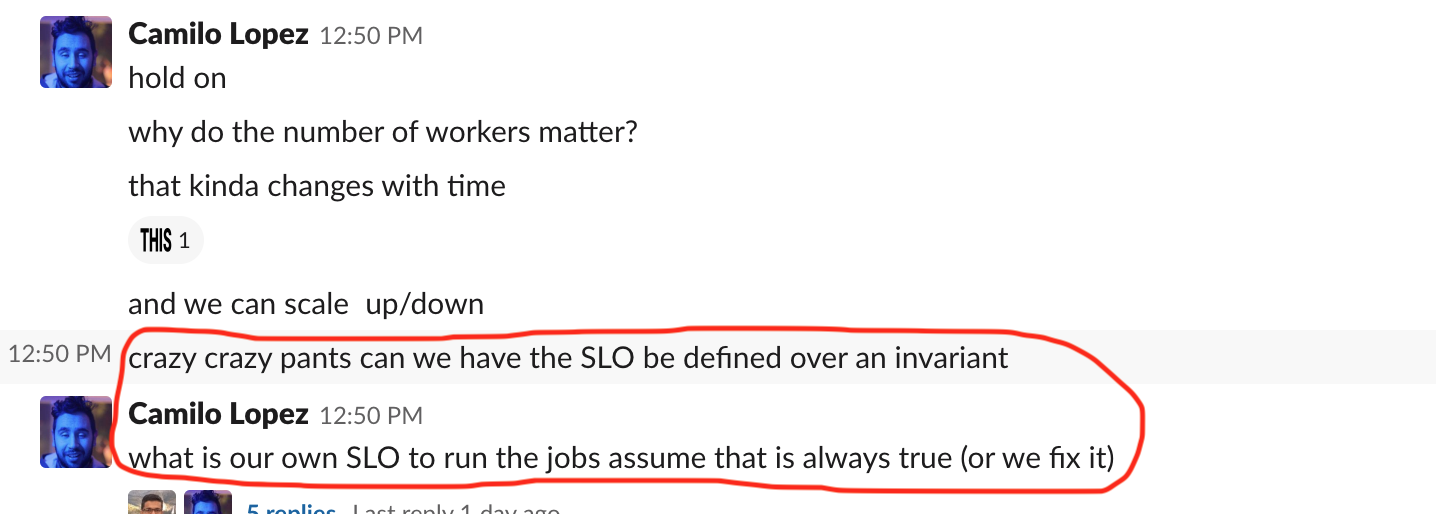 Camilo Lopez 12:50 PM
hold on
why do the number of workers matter?
that kinda changes with time
THIS 1
and we can scale up/down
12:50 PM crazy crazy pants can we have the SLO be defined over an invariant
Camilo Lopez 12:50 PM
what is our own SLO to run the jobs assume that is always true (or we fix it)
5 replies Last reply 1 day ago